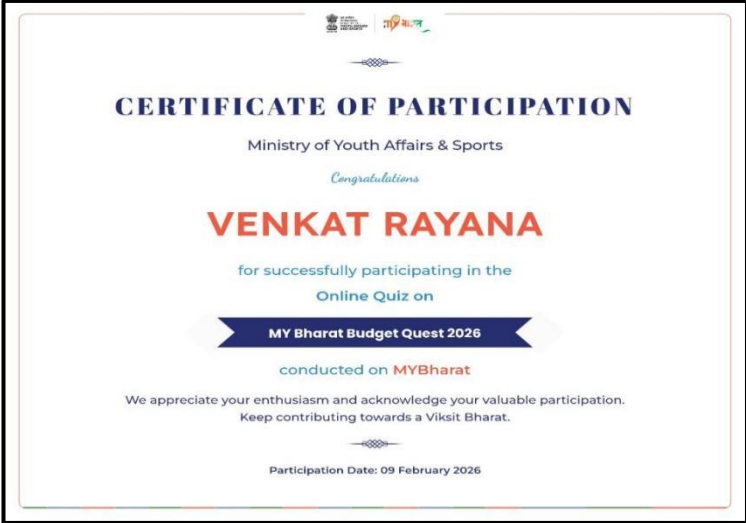 CERTIFICATE OF PARTICIPATION
Ministry of Youth Affairs & Sports
Congratulations
VENKAT RAYANA
for successfully participating in the
Online Quiz on
MY Bharat Budget Quest 2026
conducted on MYBharat
We appreciate your enthusiasm and acknowledge your valuable participation.
Keep contributing towards a Viksit Bharat.
Participation Date: 09 February 2026